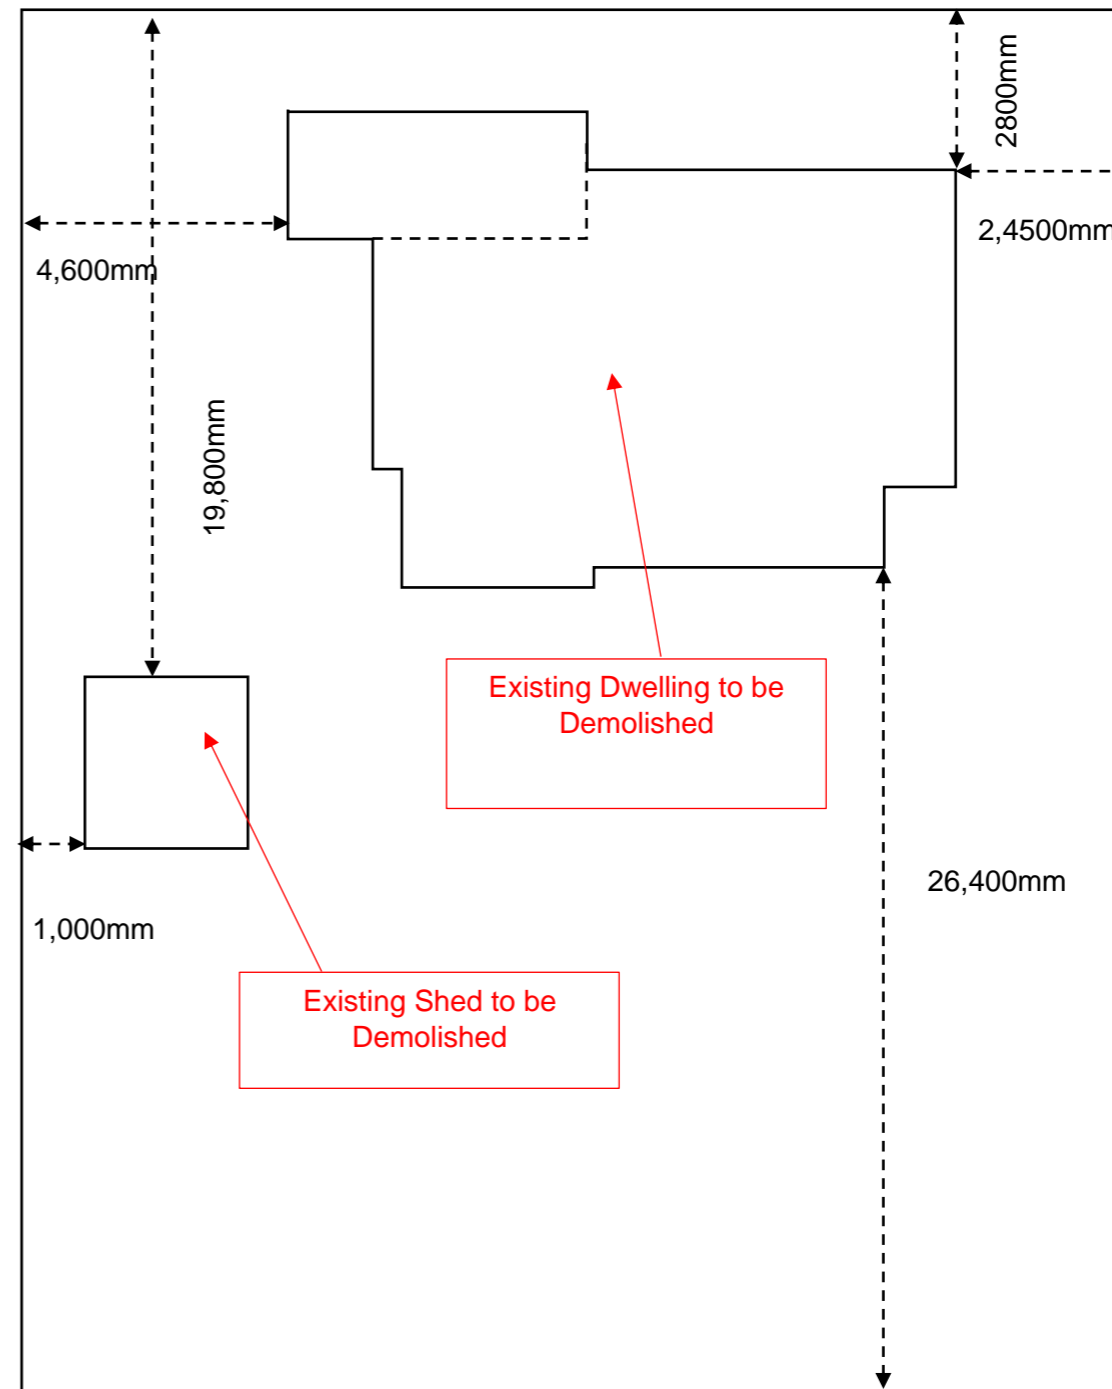 2800mm
2,4500mm
4,600mm
19,800mm
Existing Dwelling to be
Demolished
26,400mm
1,000mm
Existing Shed to be
Demolished